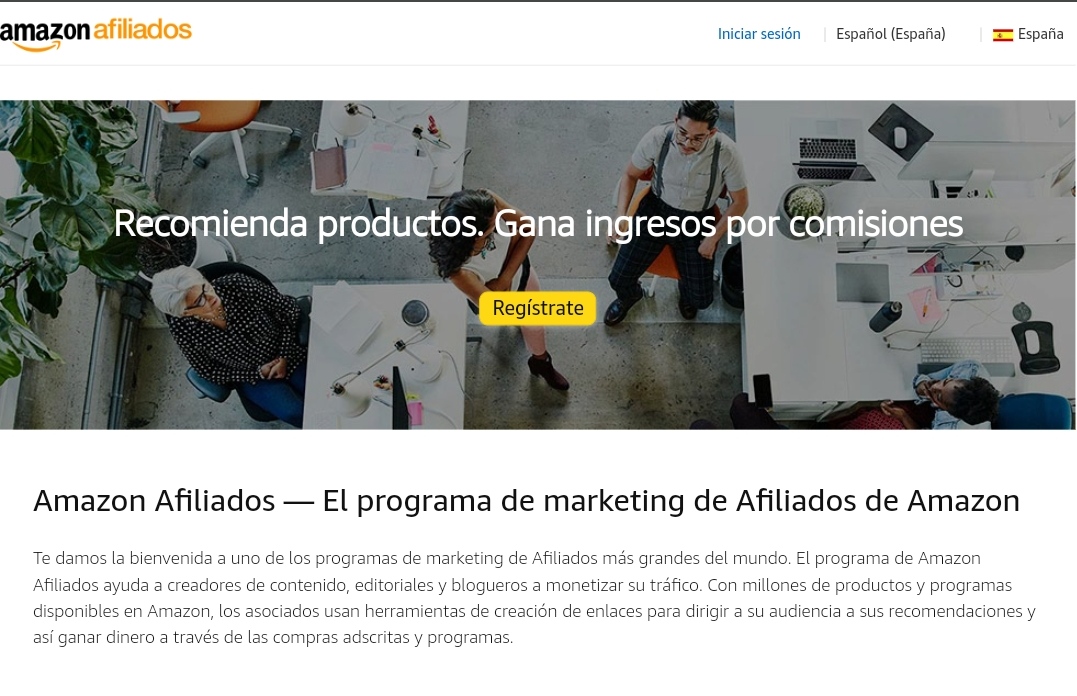 amazon afiliados
Iniciar sesión
Español (España)
España
Recomienda productos. Gana ingresos por comisiones
Regístrate
Amazon Afiliados — El programa de marketing de Afiliados de Amazon
Te damos la bienvenida a uno de los programas de marketing de Afiliados más grandes del mundo. El programa de Amazon
Afiliados ayuda a creadores de contenido, editoriales y blogueros a monetizar su tráfico. Con millones de productos y programas
disponibles en Amazon, los asociados usan herramientas de creación de enlaces para dirigir a su audiencia a sus recomendaciones y
así ganar dinero a través de las compras adscritas y programas.